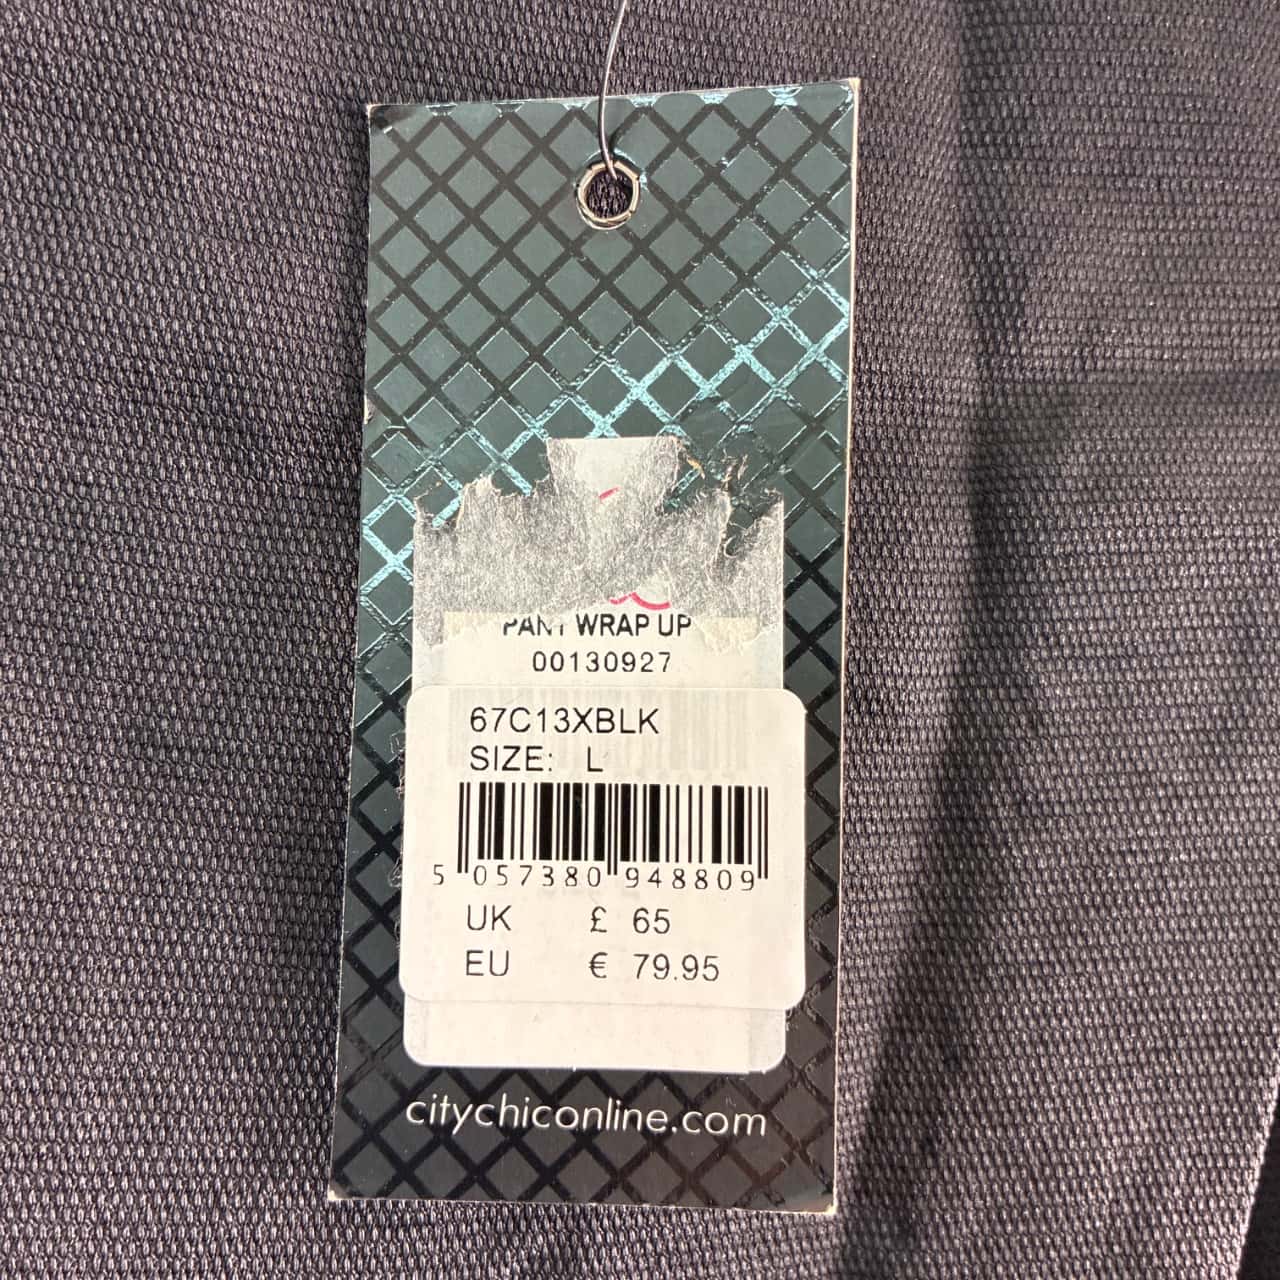 PANT WRAP UP
00130927
67C13XBLK
SIZE: L
5 057380 948809
UK £ 65
EU € 79.95
citychiconline.com